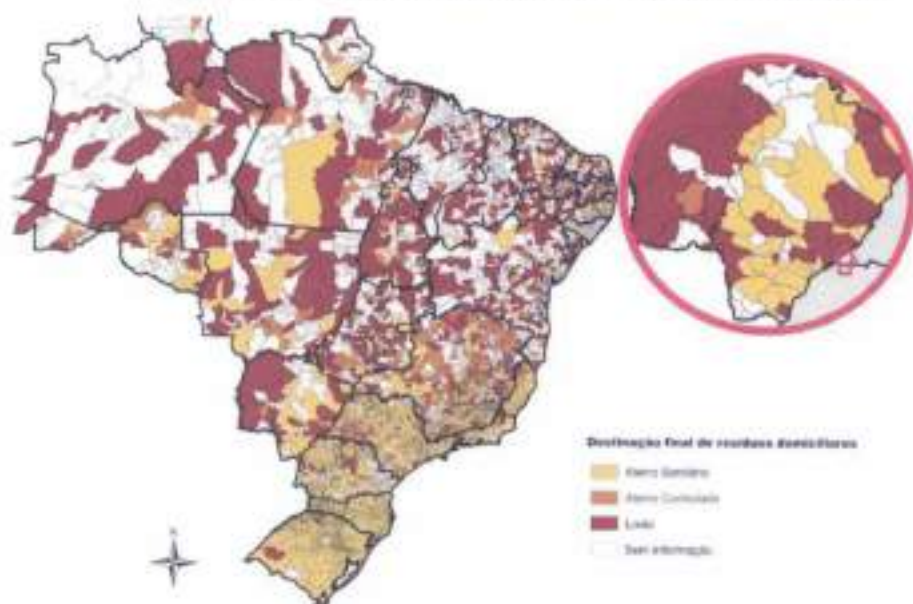 Destinação final de resíduos domiciliares
Aterro Sanitário
Aterro Controlado
Lixão
Sem informação